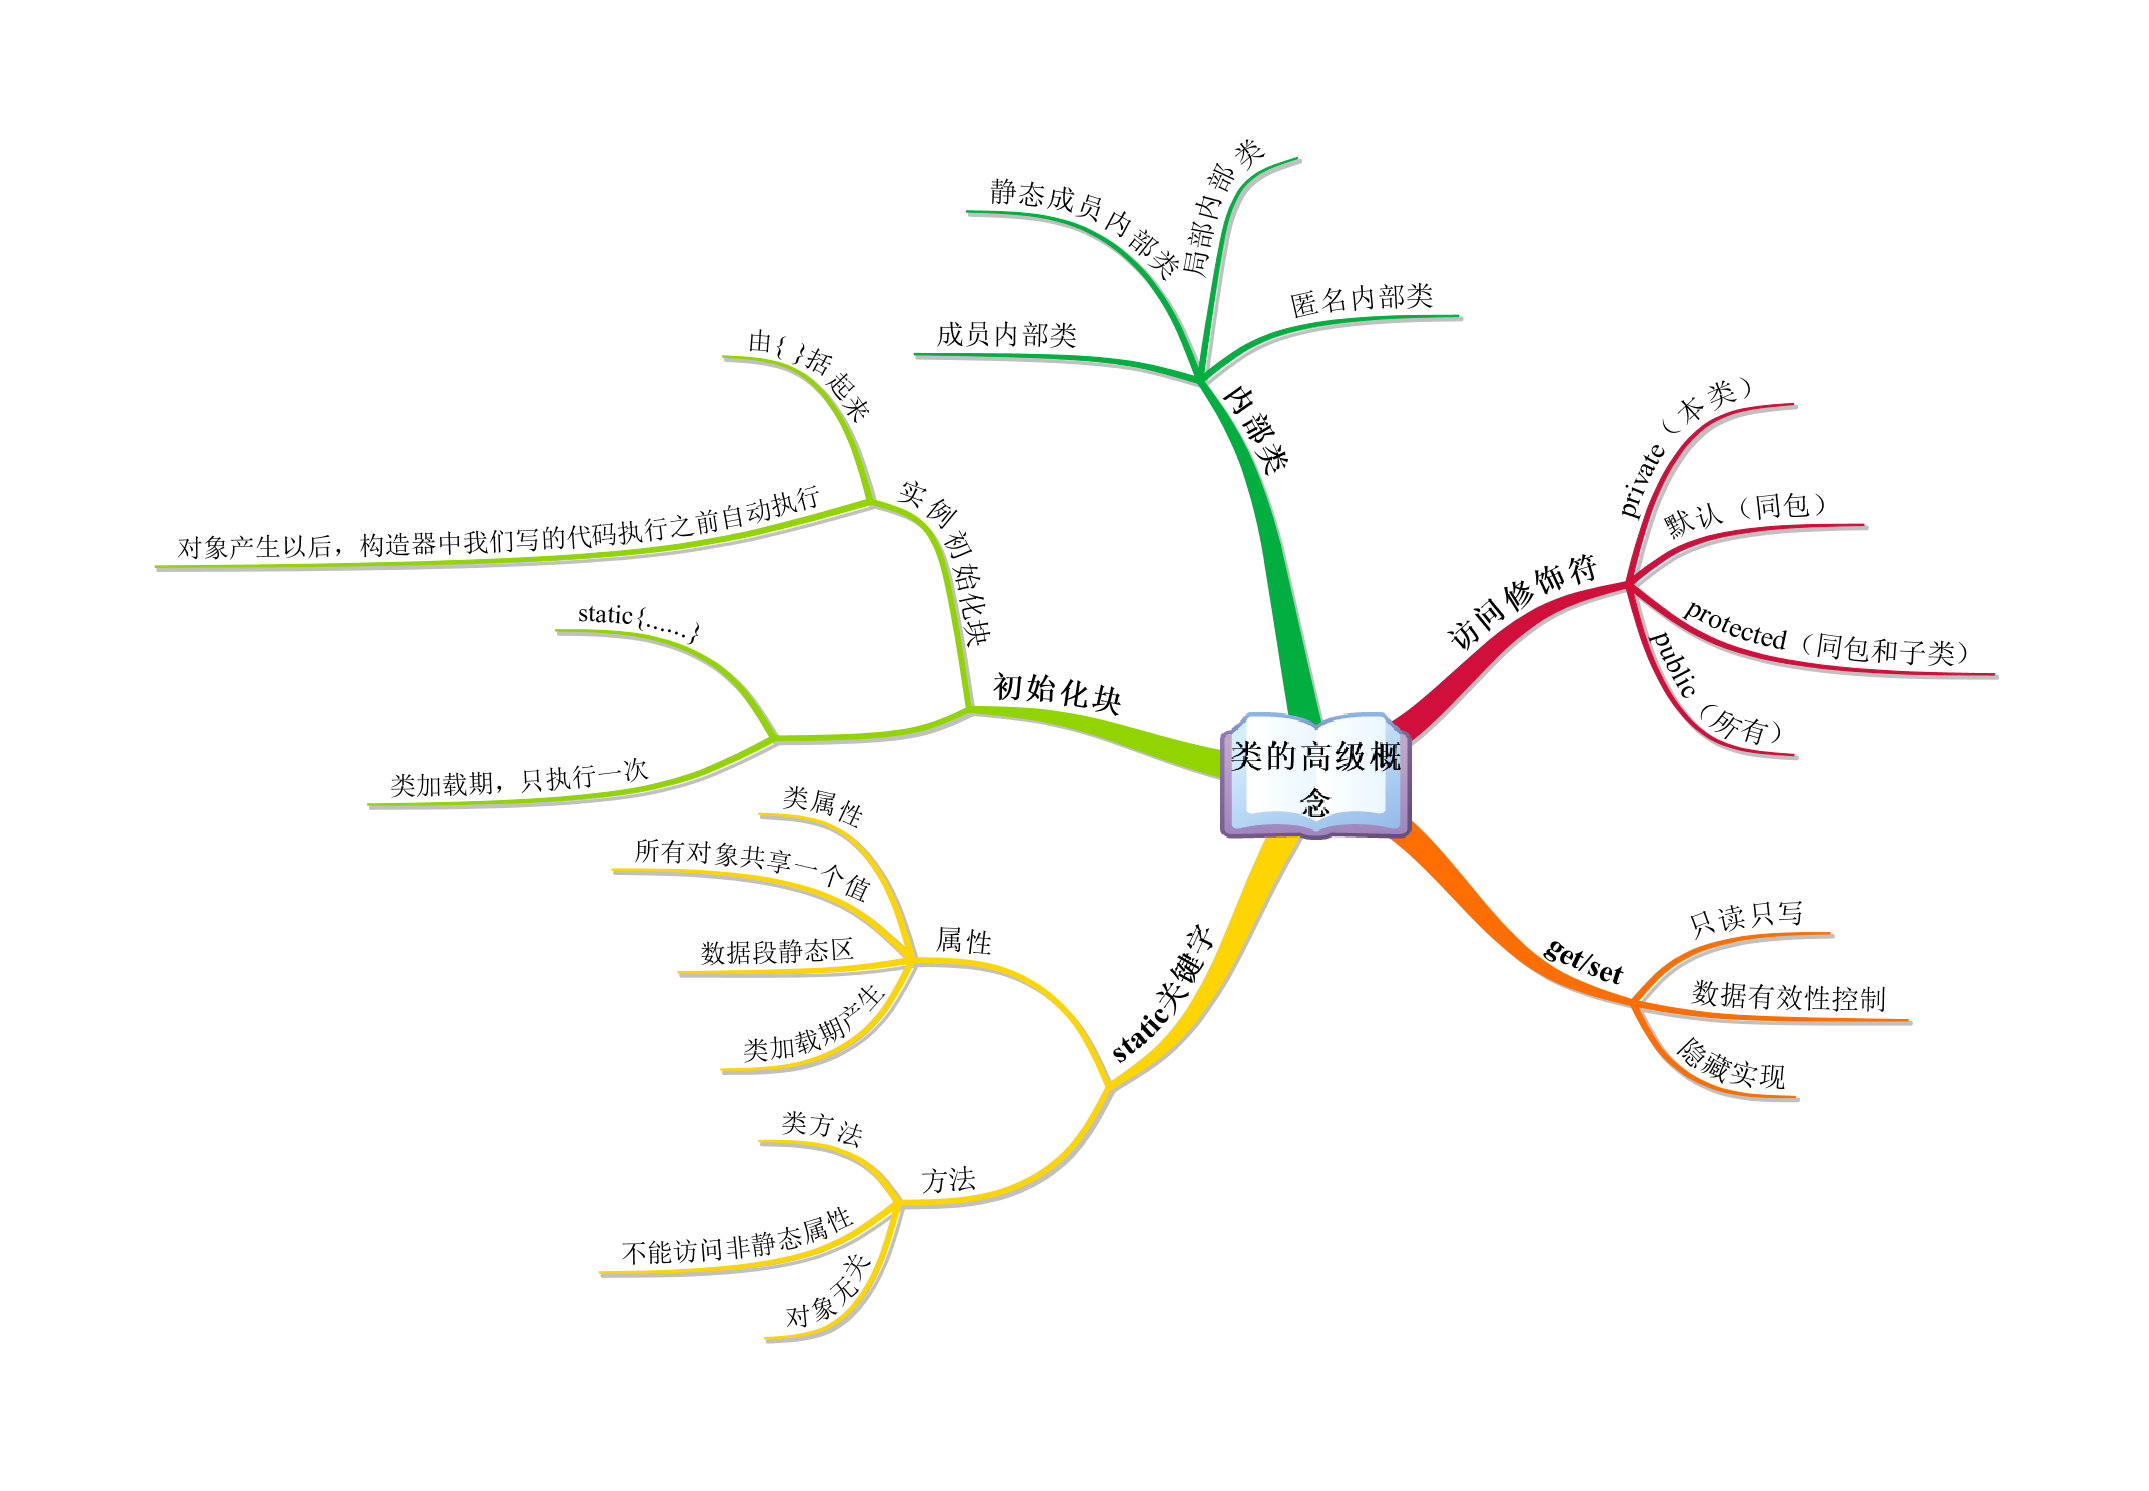 类的高级概
念
访问修饰符
private（本类）
默认（同包）
protected（同包和子类）
public（所有）
get/set
只读只写
数据有效性控制
隐藏实现
static关键字
属性
类属性
所有对象共享一个值
数据段静态区
类加载期产生
方法
类方法
不能访问非静态属性
对象无关
初始化块
实例初始化块
由{ }括起来
对象产生以后，构造器中我们写的代码执行之前自动执行
static{......}
类加载期，只执行一次
内部类
成员内部类
静态成员内部类
局部内部类
匿名内部类